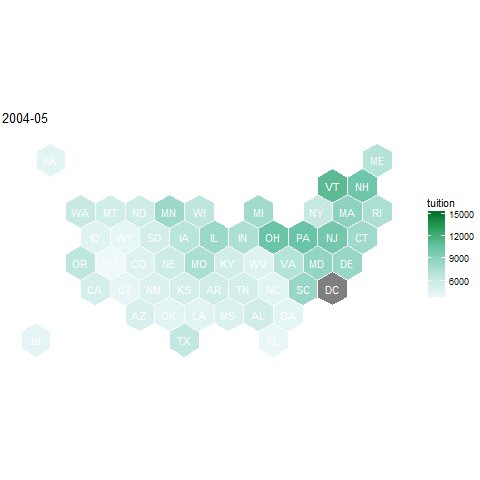 2004-05
AK ME
VT NH
WA MT ND MN WI MI NY MA RI
ID WY SD IA IL IN OH PA NJ CT
OR NV CO NE MO KY WV VA MD DE
CA UT NM KS AR TN NC SC DC
AZ OK LA MS AL GA
HI TX FL
tuition
15000
12000
9000
6000